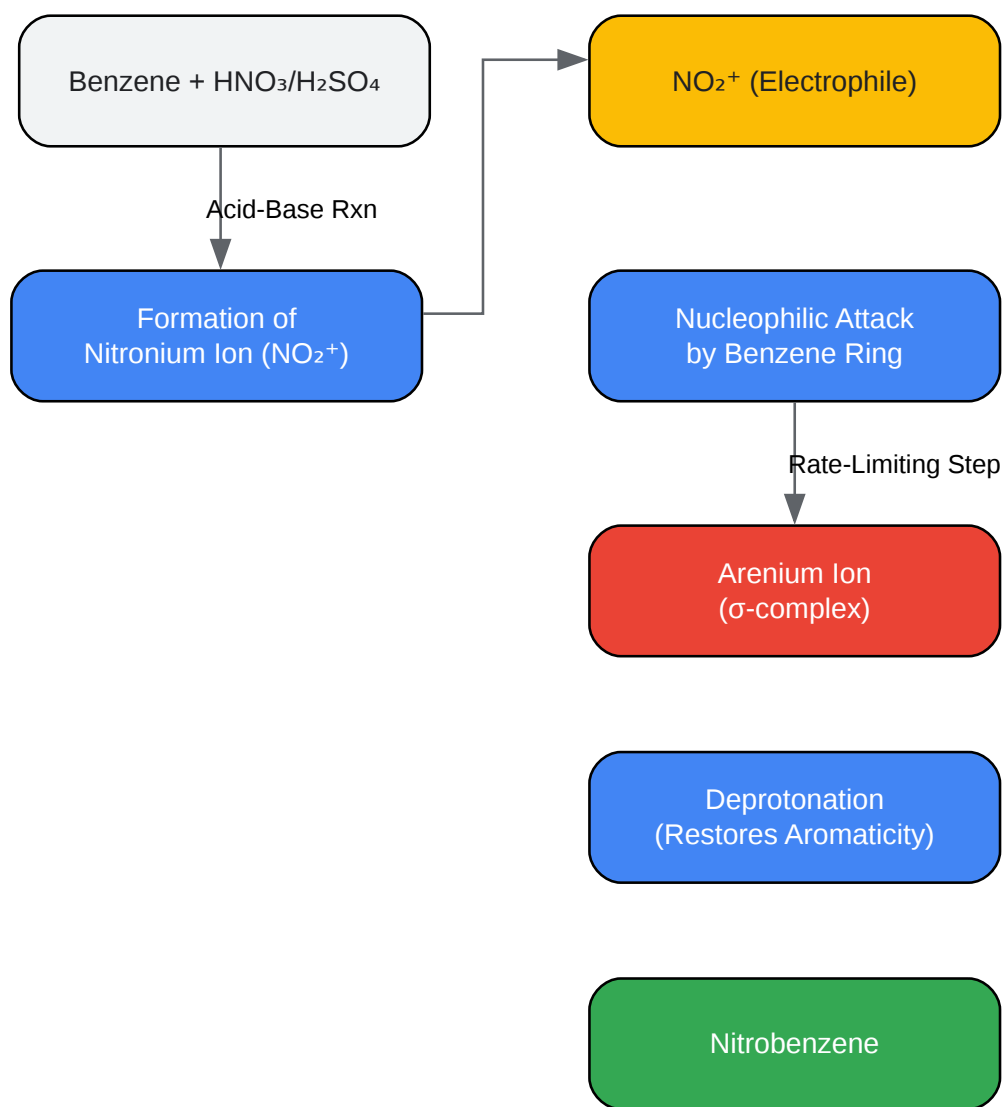 Benzene + HNO₃/H₂SO₄
NO₂⁺ (Electrophile)
Acid-Base Rxn
Formation of
Nitronium Ion (NO₂⁺)
Nucleophilic Attack
by Benzene Ring
Rate-Limiting Step
Arenium Ion
(σ-complex)
Deprotonation
(Restores Aromaticity)
Nitrobenzene